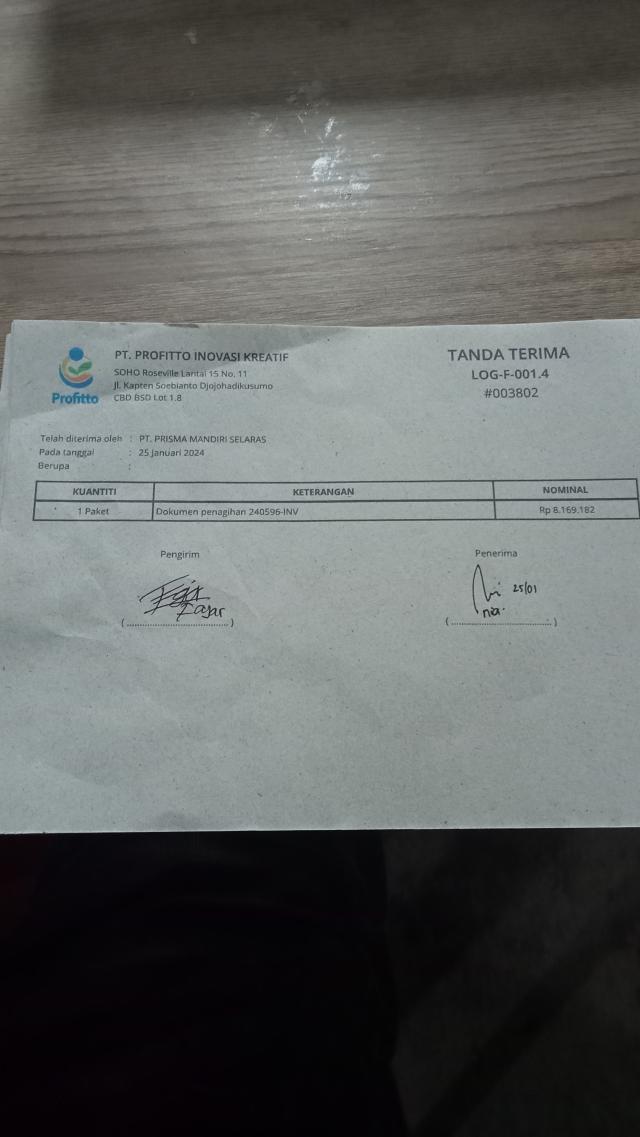 PT. PROFITTO INOVASI KREATIF
SOHO Roseville Lantai 15 No. 11
Jl. Kapten Soebianto Djojohadikusumo
CBD BSD Lot 1.8
Profitto
TANDA TERIMA
LOG-F-001.4
#003802
Telah diterima oleh : PT. PRISMA MANDIRI SELARAS
Pada tanggal : 25 Januari 2024
Berupa :
KUANTITI KETERANGAN NOMINAL
1 Paket Dokumen penagihan 240596-INV Rp 8.169.182
Pengirim Penerima
25/01
Fajar nia.
(..................................) (..................................)